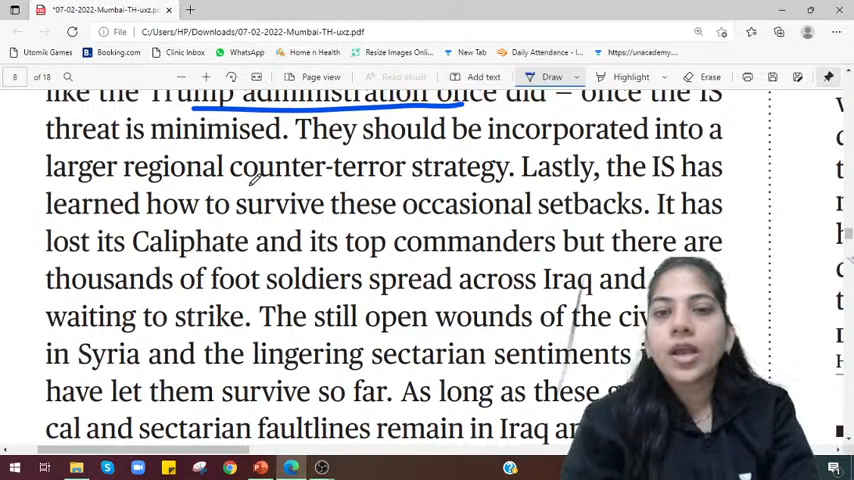 *07-02-2022-Mumbai-TH-uxz.pdf
File
C:/Users/HP/Downloads/07-02-2022-Mumbai-TH-uxz.pdf
Utomik Games
Booking.com
Clinic Inbox
WhatsApp
Home n Health
Resize Images Onli...
New Tab
Daily Attendance - I...
https://unacademy....
8 of 18
Page view
Read aloud
Add text
Draw
Highlight
Erase
like the Trump administration once did — once the IS
threat is minimised. They should be incorporated into a
larger regional counter-terror strategy. Lastly, the IS has
learned how to survive these occasional setbacks. It has
lost its Caliphate and its top commanders but there are
thousands of foot soldiers spread across Iraq and
waiting to strike. The still open wounds of the
in Syria and the lingering sectarian sentiments
have let them survive so far. As long as these
cal and sectarian faultlines remain in Iraq